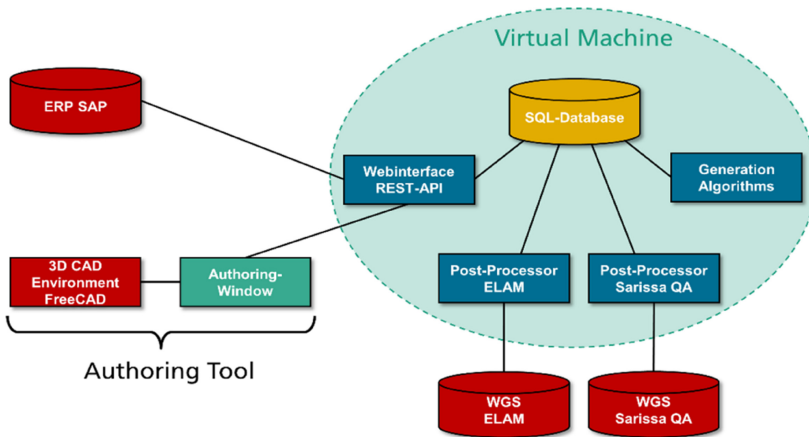 Virtual Machine
ERP SAP
SQL-Database
Webinterface
REST-API
Generation
Algorithms
3D CAD
Environment
FreeCAD
Authoring-
Window
Post-Processor
ELAM
Post-Processor
Sarissa QA
Authoring Tool
WGS
ELAM
WGS
Sarissa QA